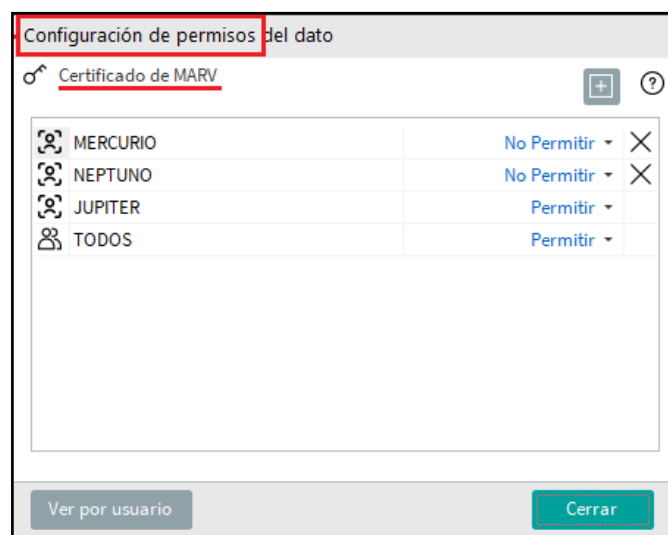 Configuración de permisos del dato
Certificado de MARV
MERCURIO No Permitir
NEPTUNO No Permitir
JUPITER Permitir
TODOS Permitir
Ver por usuario Cerrar